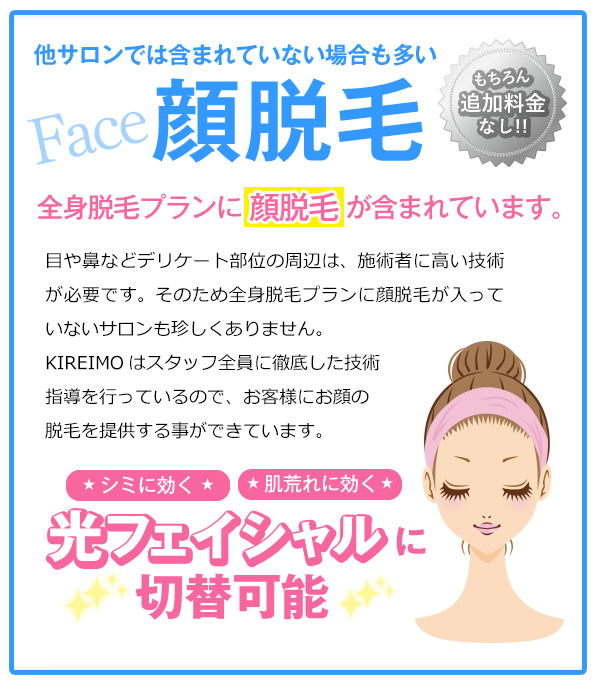 他サロンでは含まれていない場合も多い
Face 顔脱毛
もちろん
追加料金
なし!!
全身脱毛プランに 顔脱毛 が含まれています。
目や鼻などデリケート部位の周辺は、施術者に高い技術
が必要です。そのため全身脱毛プランに顔脱毛が入って
いないサロンも珍しくありません。
KIREIMO はスタッフ全員に徹底した技術
指導を行っているので、お客様にお顔の
脱毛を提供する事ができています。
★ シミに効く ★
★ 肌荒れに効く ★
光フェイシャルに
切替可能